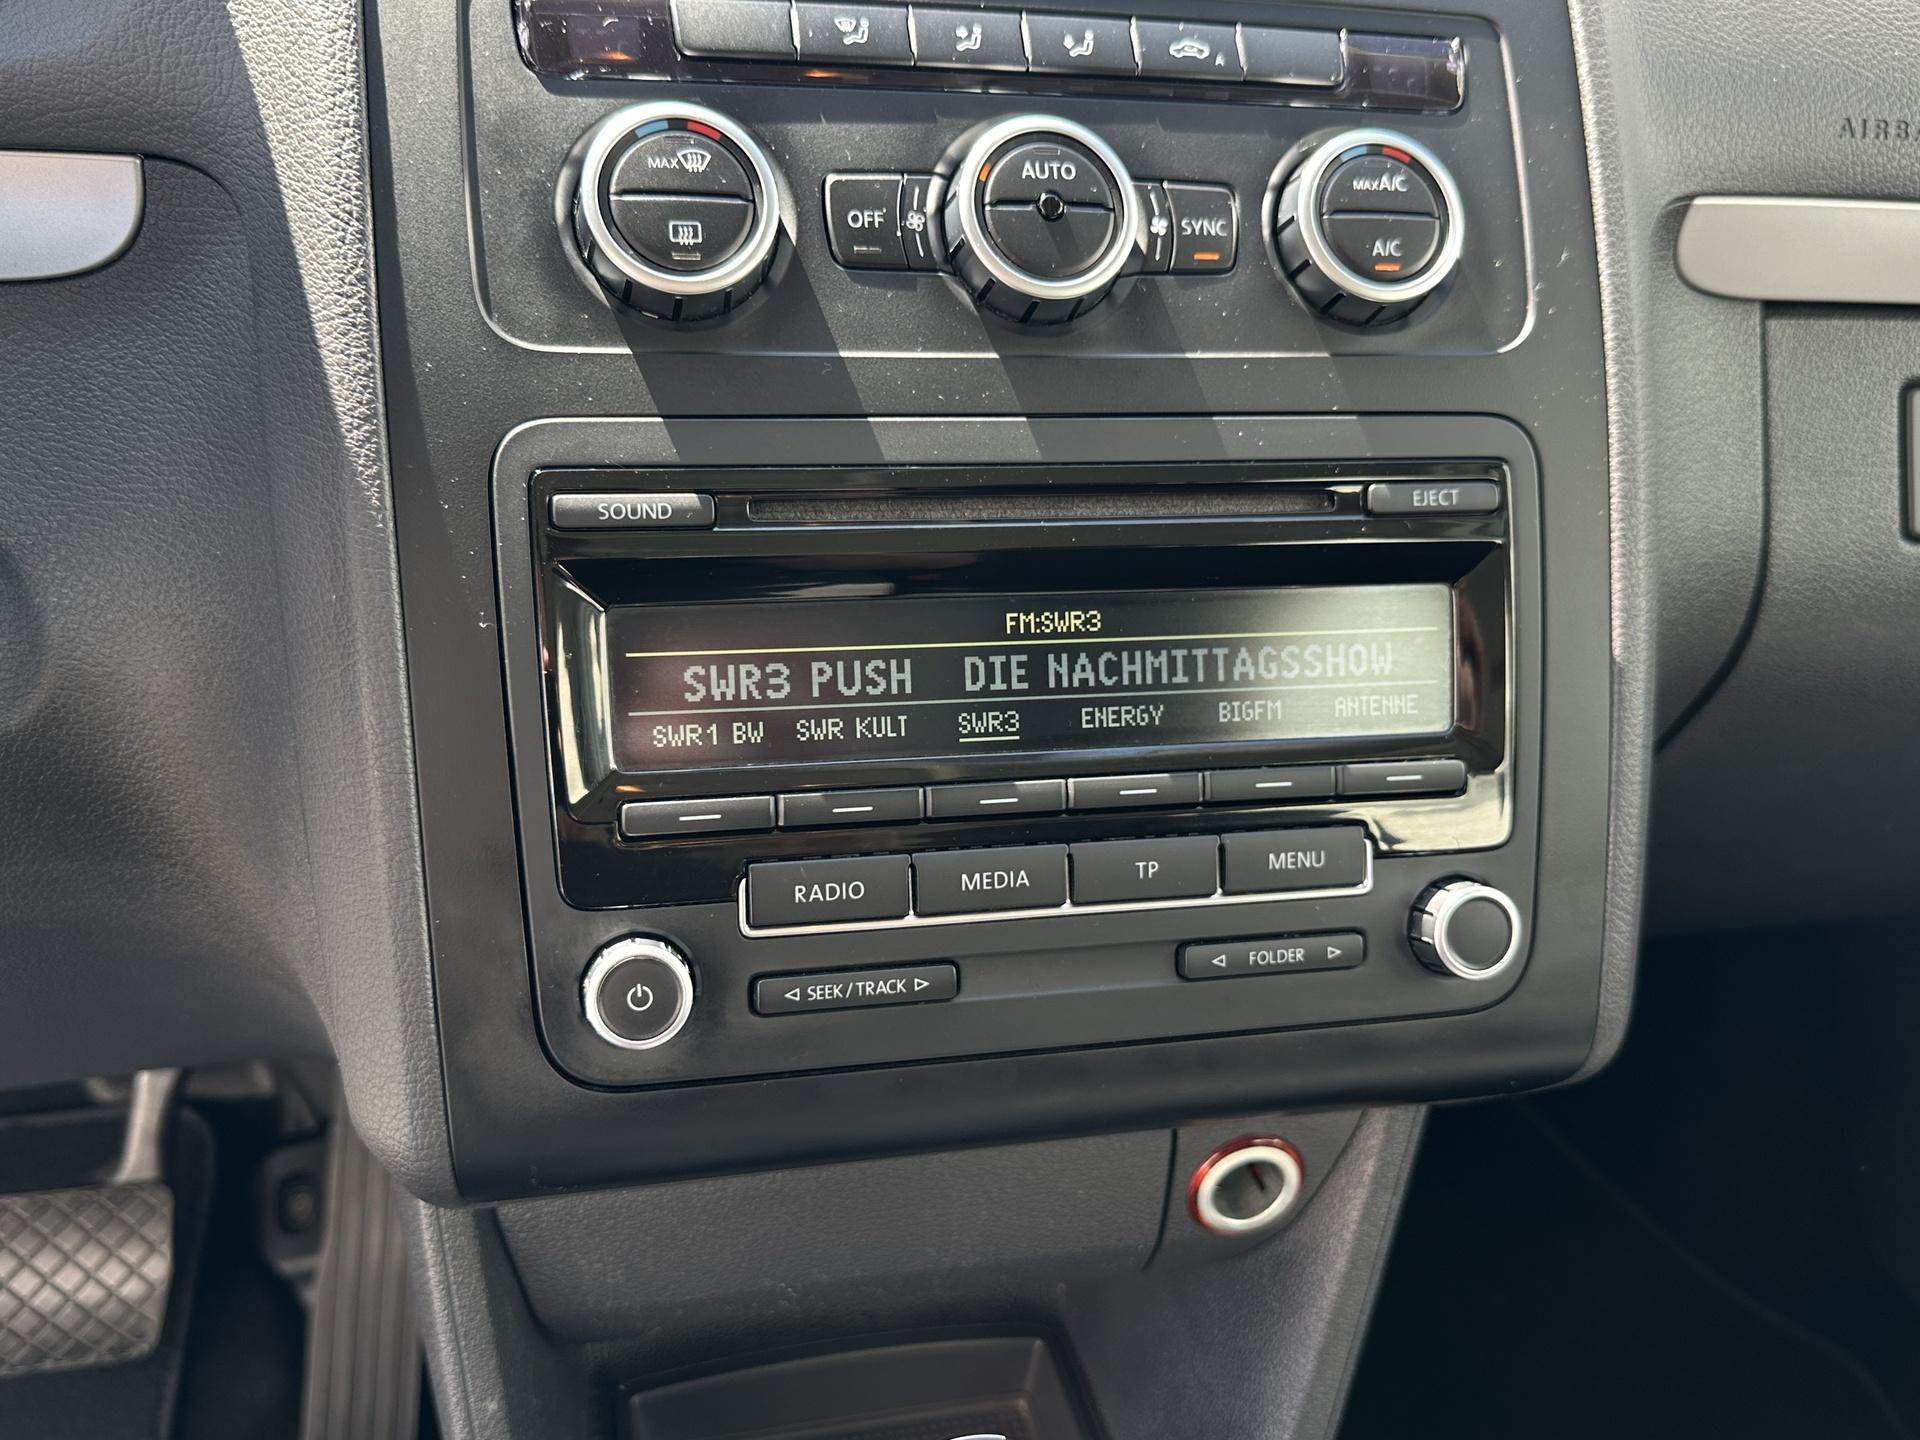 A
MAX
AUTO
MAX A/C
OFF
SYNC
A/C
SOUND
EJECT
FM:SWR3
SWR3 PUSH DIE NACHMITTAGSSHOW
SWR1 BW SWR KULT SWR3 ENERGY BIGFM ANTENNE
RADIO MEDIA TP MENU
◁ SEEK/TRACK ▷
◁ FOLDER ▷